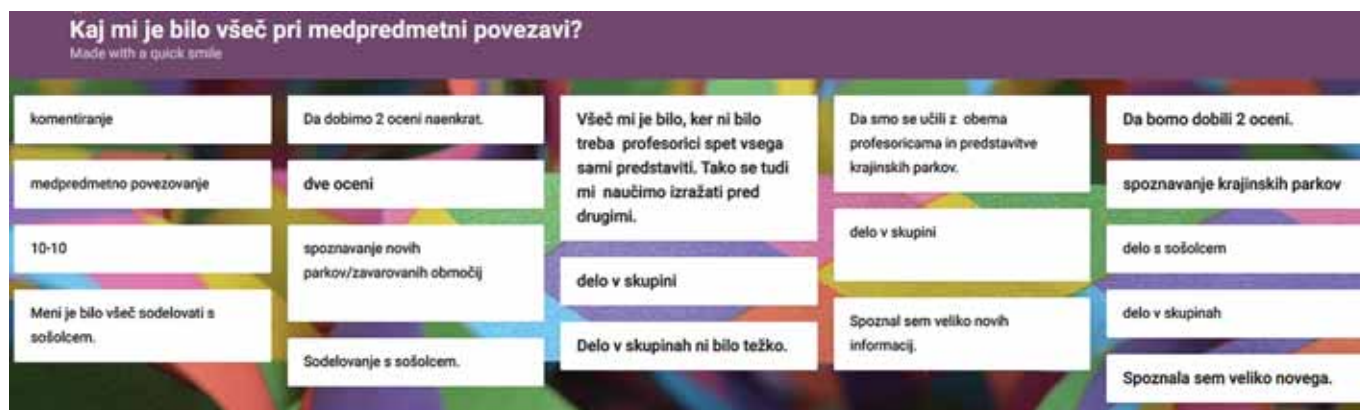 Kaj mi je bilo všeč pri medpredmetni povezavi?
Made with a quick smile
komentiranje
medpredmetno povezovanje
10-10
Meni je bilo všeč sodelovati s
sošolcem.
Da dobimo 2 oceni naenkrat.
dve oceni
spoznavanje novih
parkov/zavarovanih območij
Sodelovanje s sošolcem.
Všeč mi je bilo, ker ni bilo
treba profesorici spet vsega
sami predstaviti. Tako se tudi
mi naučimo izražati pred
drugimi.
delo v skupini
Delo v skupinah ni bilo težko.
Da smo se učili z obema
profesoricama in predstavitve
krajinskih parkov.
delo v skupini
Spoznal sem veliko novih
informacij.
Da bomo dobili 2 oceni.
spoznavanje krajinskih parkov
delo s sošolcem
delo v skupinah
Spoznala sem veliko novega.